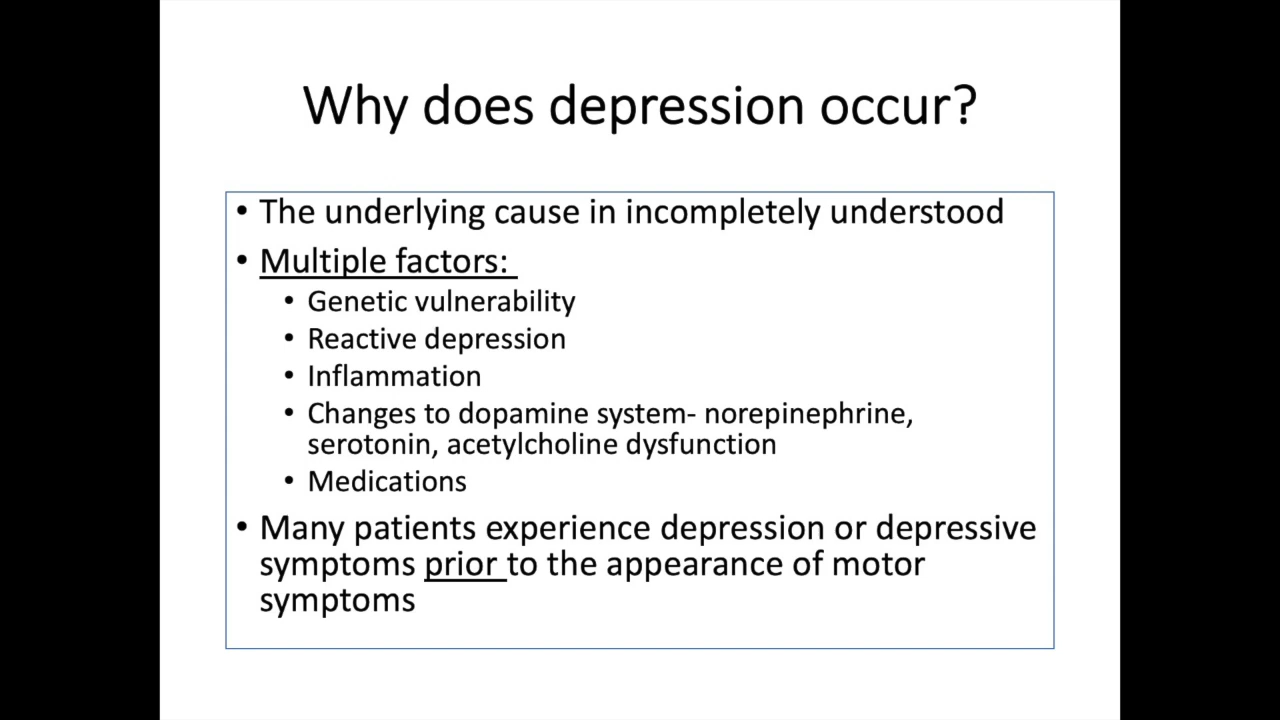 Why does depression occur?
• The underlying cause in incompletely understood
• Multiple factors:
• Genetic vulnerability
• Reactive depression
• Inflammation
• Changes to dopamine system- norepinephrine,
serotonin, acetylcholine dysfunction
• Medications
• Many patients experience depression or depressive
symptoms prior to the appearance of motor
symptoms